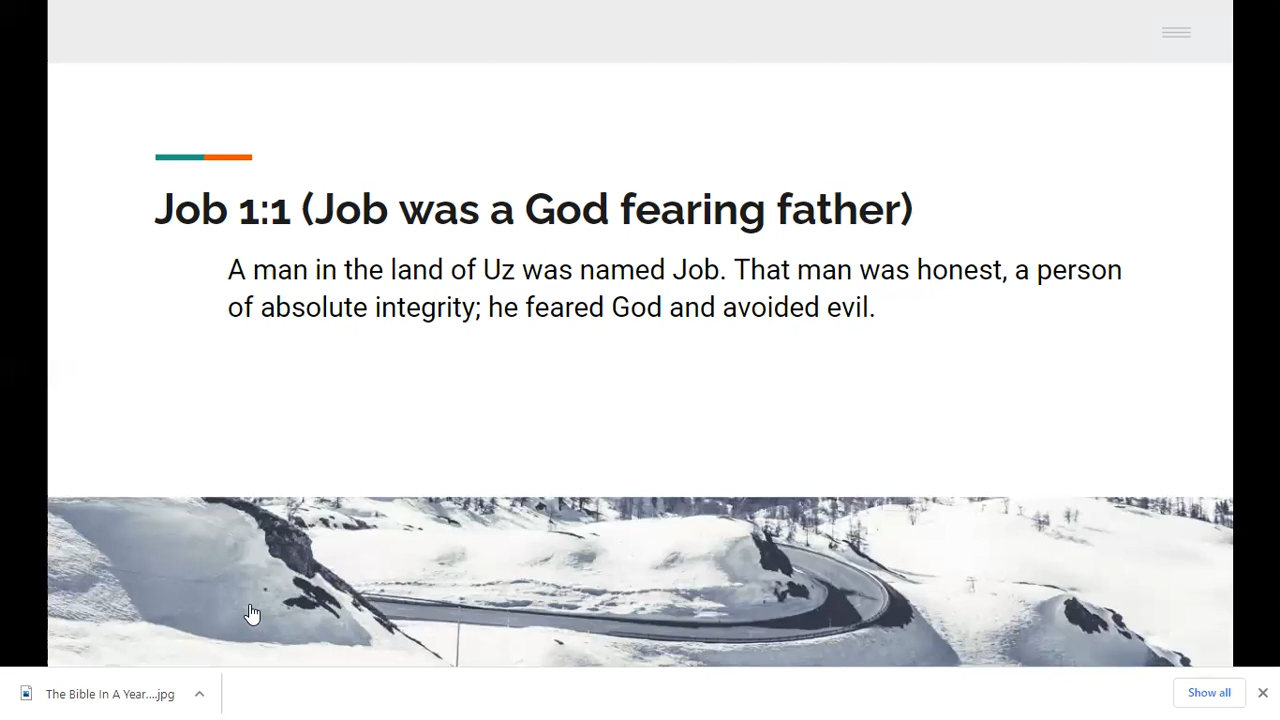 Job 1:1 (Job was a God fearing father)
A man in the land of Uz was named Job. That man was honest, a person
of absolute integrity; he feared God and avoided evil.
The Bible In A Year....jpg
Show all